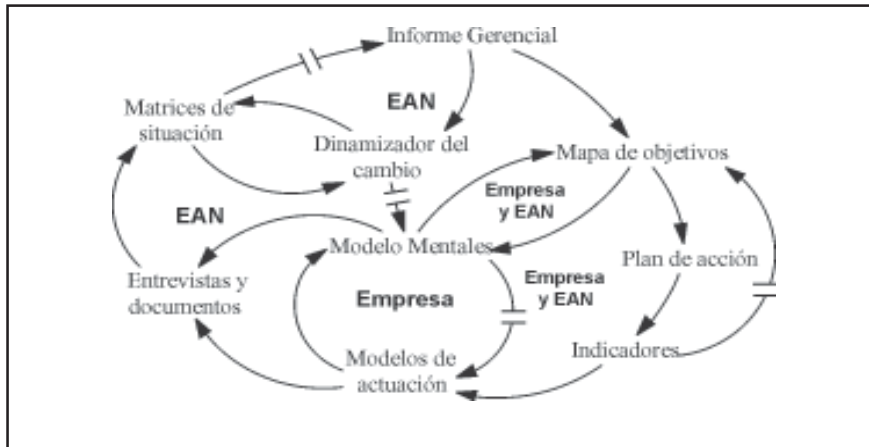 Informe Gerencial
EAN
Matrices de
situación
Dinamizador del
cambio
Mapa de objetivos
Empresa
y EAN
EAN
Modelo Mentales
Plan de acción
Entrevistas y
documentos
Empresa
Empresa
y EAN
Indicadores
Modelos de
actuación